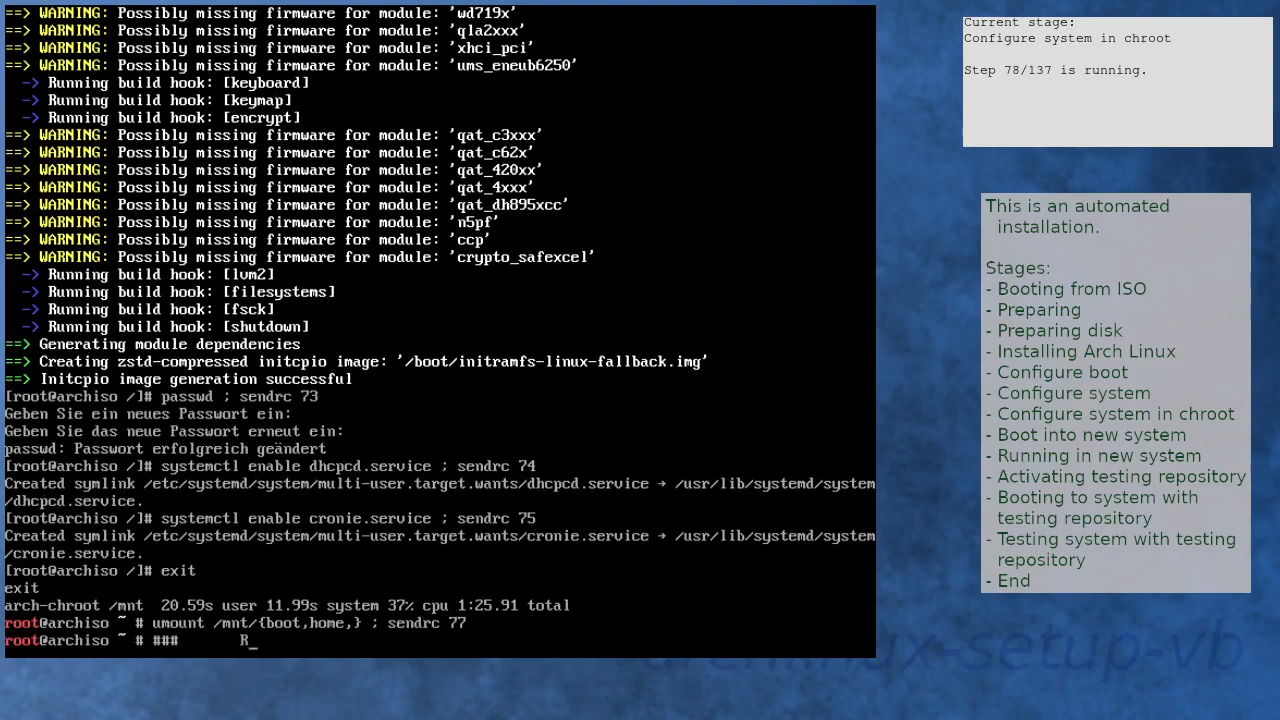 ==> WARNING: Possibly missing firmware for module: 'wd719x'
==> WARNING: Possibly missing firmware for module: 'qla2xxx'
==> WARNING: Possibly missing firmware for module: 'xhci_pci'
==> WARNING: Possibly missing firmware for module: 'ums_eneub6250'
-> Running build hook: [keyboard]
-> Running build hook: [keymap]
-> Running build hook: [encrypt]
==> WARNING: Possibly missing firmware for module: 'qat_c3xxx'
==> WARNING: Possibly missing firmware for module: 'qat_c62x'
==> WARNING: Possibly missing firmware for module: 'qat_420xx'
==> WARNING: Possibly missing firmware for module: 'qat_4xxx'
==> WARNING: Possibly missing firmware for module: 'qat_dh895xcc'
==> WARNING: Possibly missing firmware for module: 'n5pf'
==> WARNING: Possibly missing firmware for module: 'ccp'
==> WARNING: Possibly missing firmware for module: 'crypto_safexcel'
-> Running build hook: [lvm2]
-> Running build hook: [filesystems]
-> Running build hook: [fsck]
-> Running build hook: [shutdown]
==> Generating module dependencies
==> Creating zstd-compressed initcpio image: '/boot/initramfs-linux-fallback.img'
==> Initcpio image generation successful
[root@archiso /]# passwd ; sendrc 73
Geben Sie ein neues Passwort ein:
Geben Sie das neue Passwort erneut ein:
passwd: Passwort erfolgreich geändert
[root@archiso /]# systemctl enable dhcpcd.service ; sendrc 74
Created symlink /etc/systemd/system/multi-user.target.wants/dhcpcd.service → /usr/lib/systemd/system
/dhcpcd.service.
[root@archiso /]# systemctl enable cronie.service ; sendrc 75
Created symlink /etc/systemd/system/multi-user.target.wants/cronie.service → /usr/lib/systemd/system
/cronie.service.
[root@archiso /]# exit
exit
arch-chroot /mnt  20.59s user 11.99s system 37% cpu 1:25.91 total
root@archiso ~ # umount /mnt/{boot,home,} ; sendrc 77
root@archiso ~ # ###       R_
Current stage:
Configure system in chroot
Step 78/137 is running.
This is an automated
installation.
Stages:
- Booting from ISO
- Preparing
- Preparing disk
- Installing Arch Linux
- Configure boot
- Configure system
- Configure system in chroot
- Boot into new system
- Running in new system
- Activating testing repository
- Booting to system with
testing repository
- Testing system with testing
repository
- End
archlinux-setup-vb